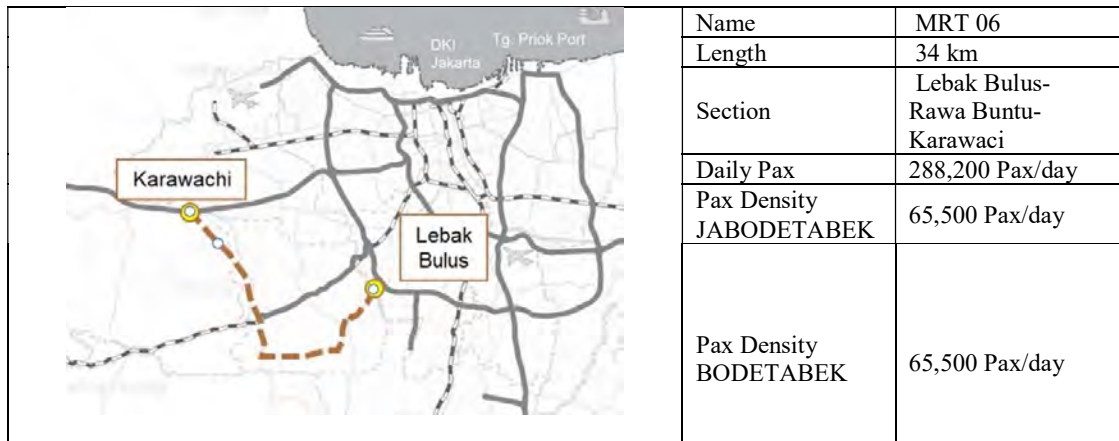 DKI
Jakarta
Tg. Priok Port
Karawachi
Lebak
Bulus
Name MRT 06
Length 34 km
Section Lebak Bulus-
Rawa Buntu-
Karawaci
Daily Pax 288,200 Pax/day
Pax Density
JABODETABEK 65,500 Pax/day
Pax Density
BODETABEK 65,500 Pax/day